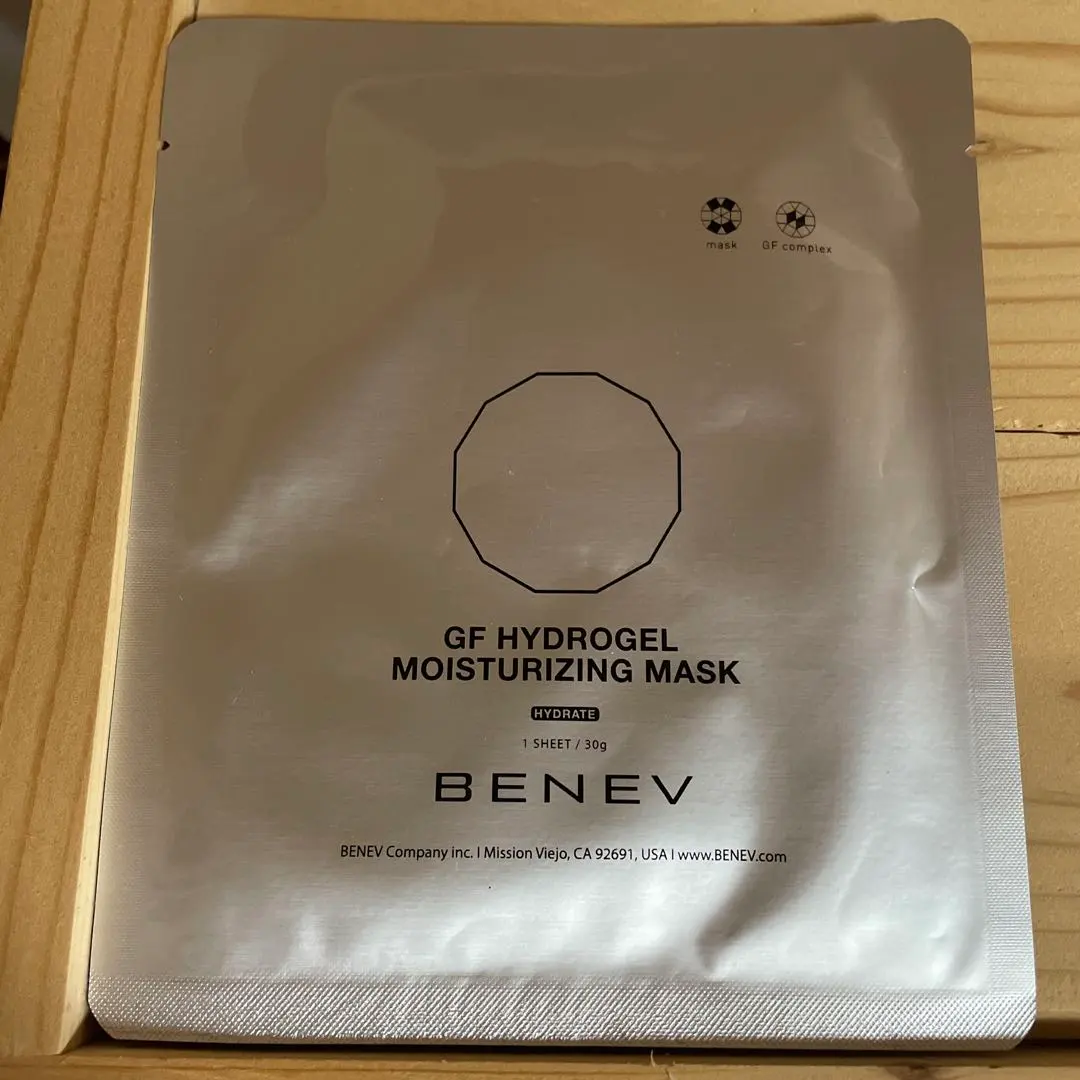 mask GF complex
GF HYDROGEL
MOISTURIZING MASK
HYDRATE
1 SHEET / 30g
BENEV
BENEV Company inc. I Mission Viejo, CA 92691, USA I www.BENEV.com